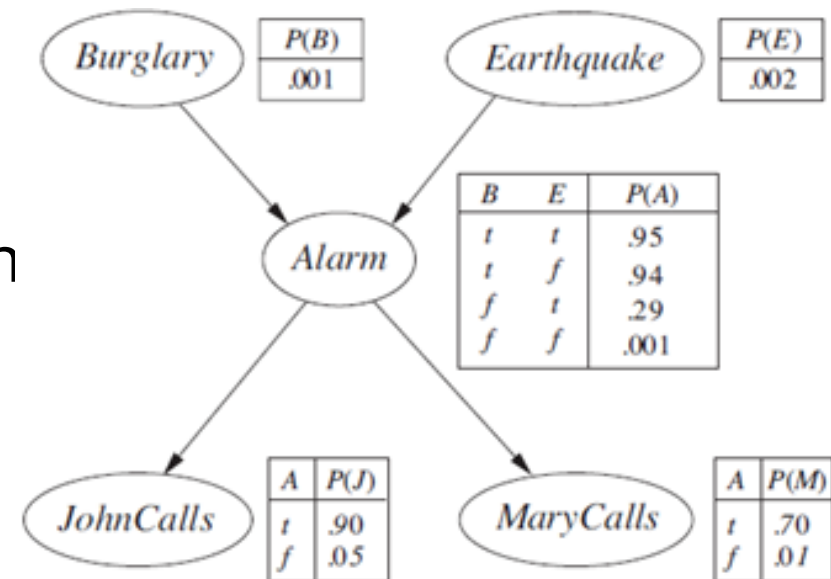 Burglary
P(B)
.001
Earthquake
P(E)
.002
n
Alarm
B E P(A)
t t .95
t f .94
f t .29
f f .001
JohnCalls
A P(J)
t .90
f .05
MaryCalls
A P(M)
t .70
f .01